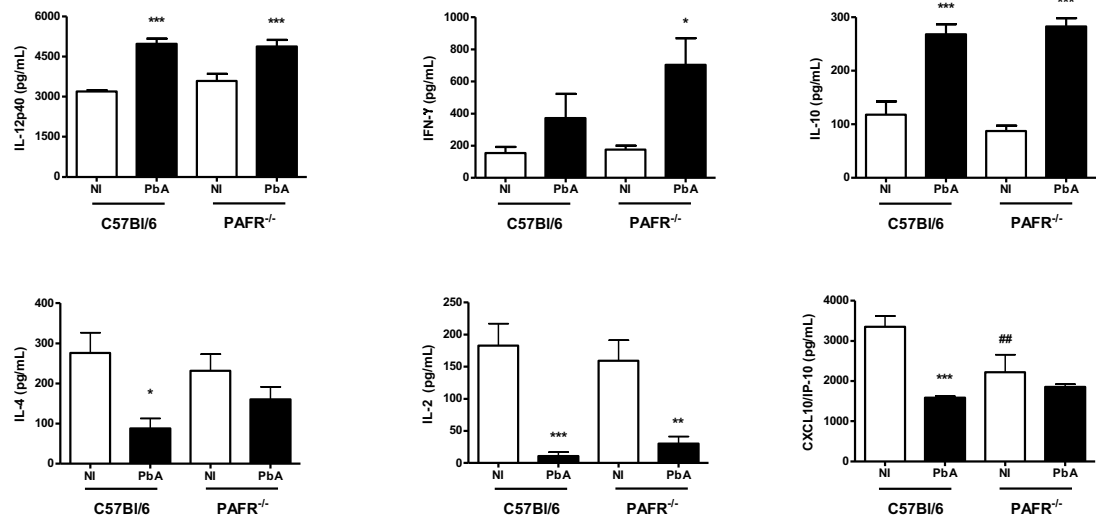 IL-12p40 (pg/mL)
6000
4500
3000
1500
0
***
***
NI
PbA
NI
PbA
C57Bl/6
PAFR-/-
IFN-γ (pg/mL)
1000
800
600
400
200
0
*
NI
PbA
NI
PbA
C57Bl/6
PAFR-/-
IL-10 (pg/mL)
300
200
100
0
***
***
NI
PbA
NI
PbA
C57Bl/6
PAFR-/-
IL-4 (pg/mL)
400
300
200
100
0
*
NI
PbA
NI
PbA
C57Bl/6
PAFR-/-
IL-2 (pg/mL)
250
200
150
100
50
0
***
**
NI
PbA
NI
PbA
C57Bl/6
PAFR-/-
CXCL10/IP-10 (pg/mL)
4000
3000
2000
1000
0
***
##
NI
PbA
NI
PbA
C57Bl/6
PAFR-/-